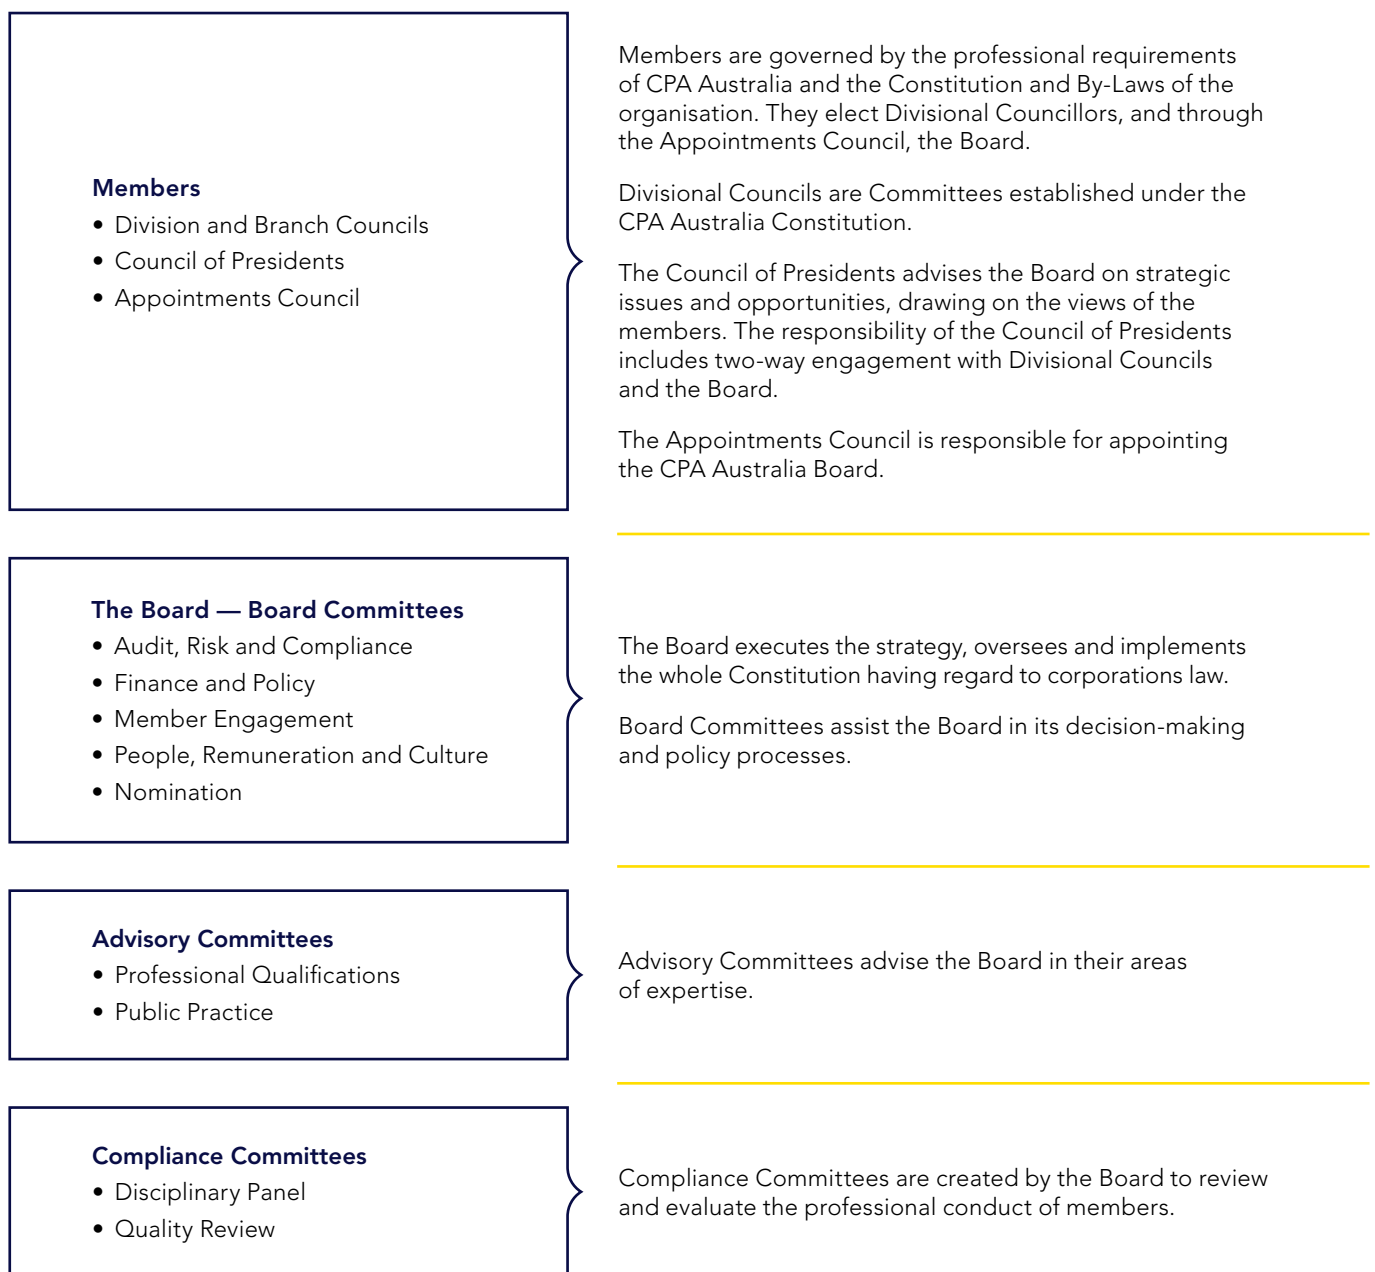 Members
• Division and Branch Councils
• Council of Presidents
• Appointments Council
Members are governed by the professional requirements
of CPA Australia and the Constitution and By-Laws of the
organisation. They elect Divisional Councillors, and through
the Appointments Council, the Board.
Divisional Councils are Committees established under the
CPA Australia Constitution.
The Council of Presidents advises the Board on strategic
issues and opportunities, drawing on the views of the
members. The responsibility of the Council of Presidents
includes two-way engagement with Divisional Councils
and the Board.
The Appointments Council is responsible for appointing
the CPA Australia Board.
The Board — Board Committees
• Audit, Risk and Compliance
• Finance and Policy
• Member Engagement
• People, Remuneration and Culture
• Nomination
The Board executes the strategy, oversees and implements
the whole Constitution having regard to corporations law.
Board Committees assist the Board in its decision-making
and policy processes.
Advisory Committees
• Professional Qualifications
• Public Practice
Advisory Committees advise the Board in their areas
of expertise.
Compliance Committees
• Disciplinary Panel
• Quality Review
Compliance Committees are created by the Board to review
and evaluate the professional conduct of members.